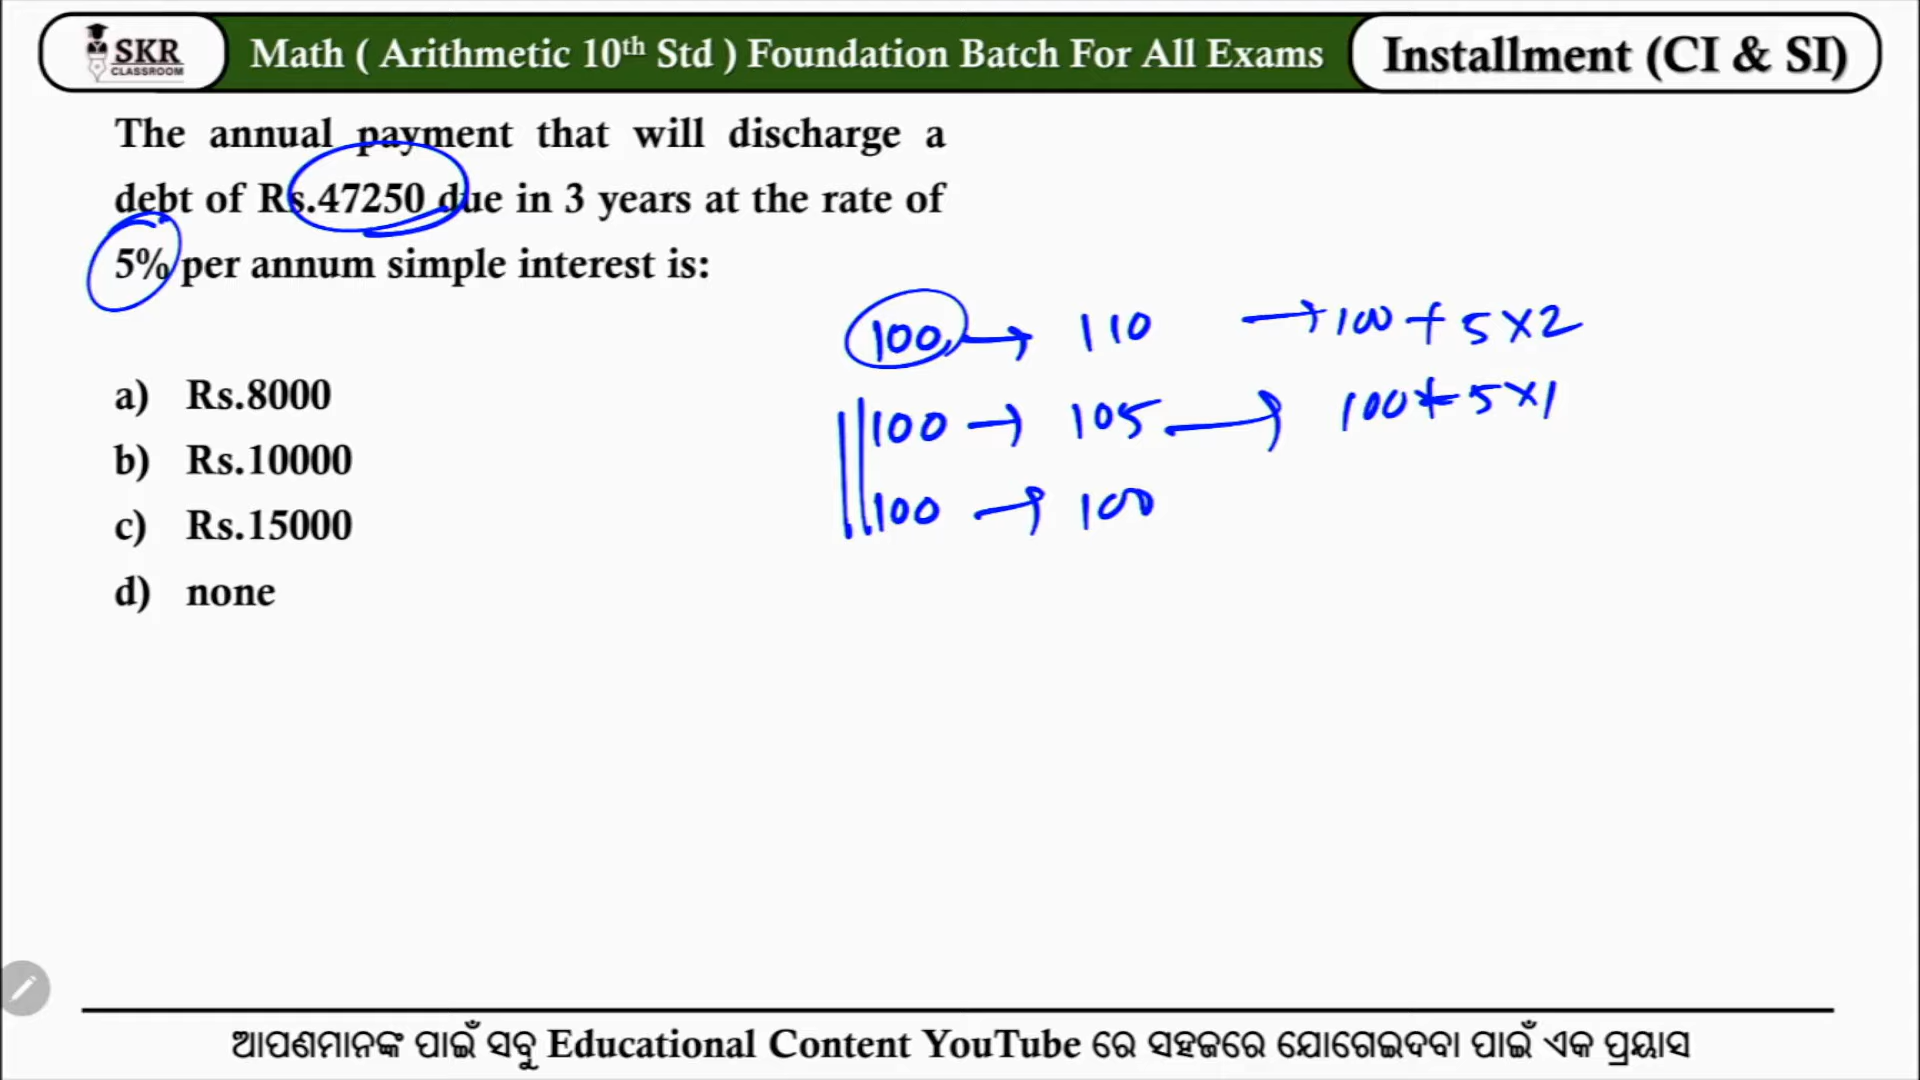 SKR
CLASSROOM
Math ( Arithmetic 10th Std ) Foundation Batch For All Exams
Installment (CI & SI)
The annual payment that will discharge a
debt of Rs.47250 due in 3 years at the rate of
5% per annum simple interest is:
a) Rs.8000
b) Rs.10000
c) Rs.15000
d) none
100 → 110 → 100 + 5 × 2
100 → 105 → 100 + 5 × 1
100 → 100
ଆପଣମାନଙ୍କ ପାଇଁ ସବୁ Educational Content YouTube ରେ ସହଜରେ ଯୋଗେଇଦବା ପାଇଁ ଏକ ପ୍ରୟାସ